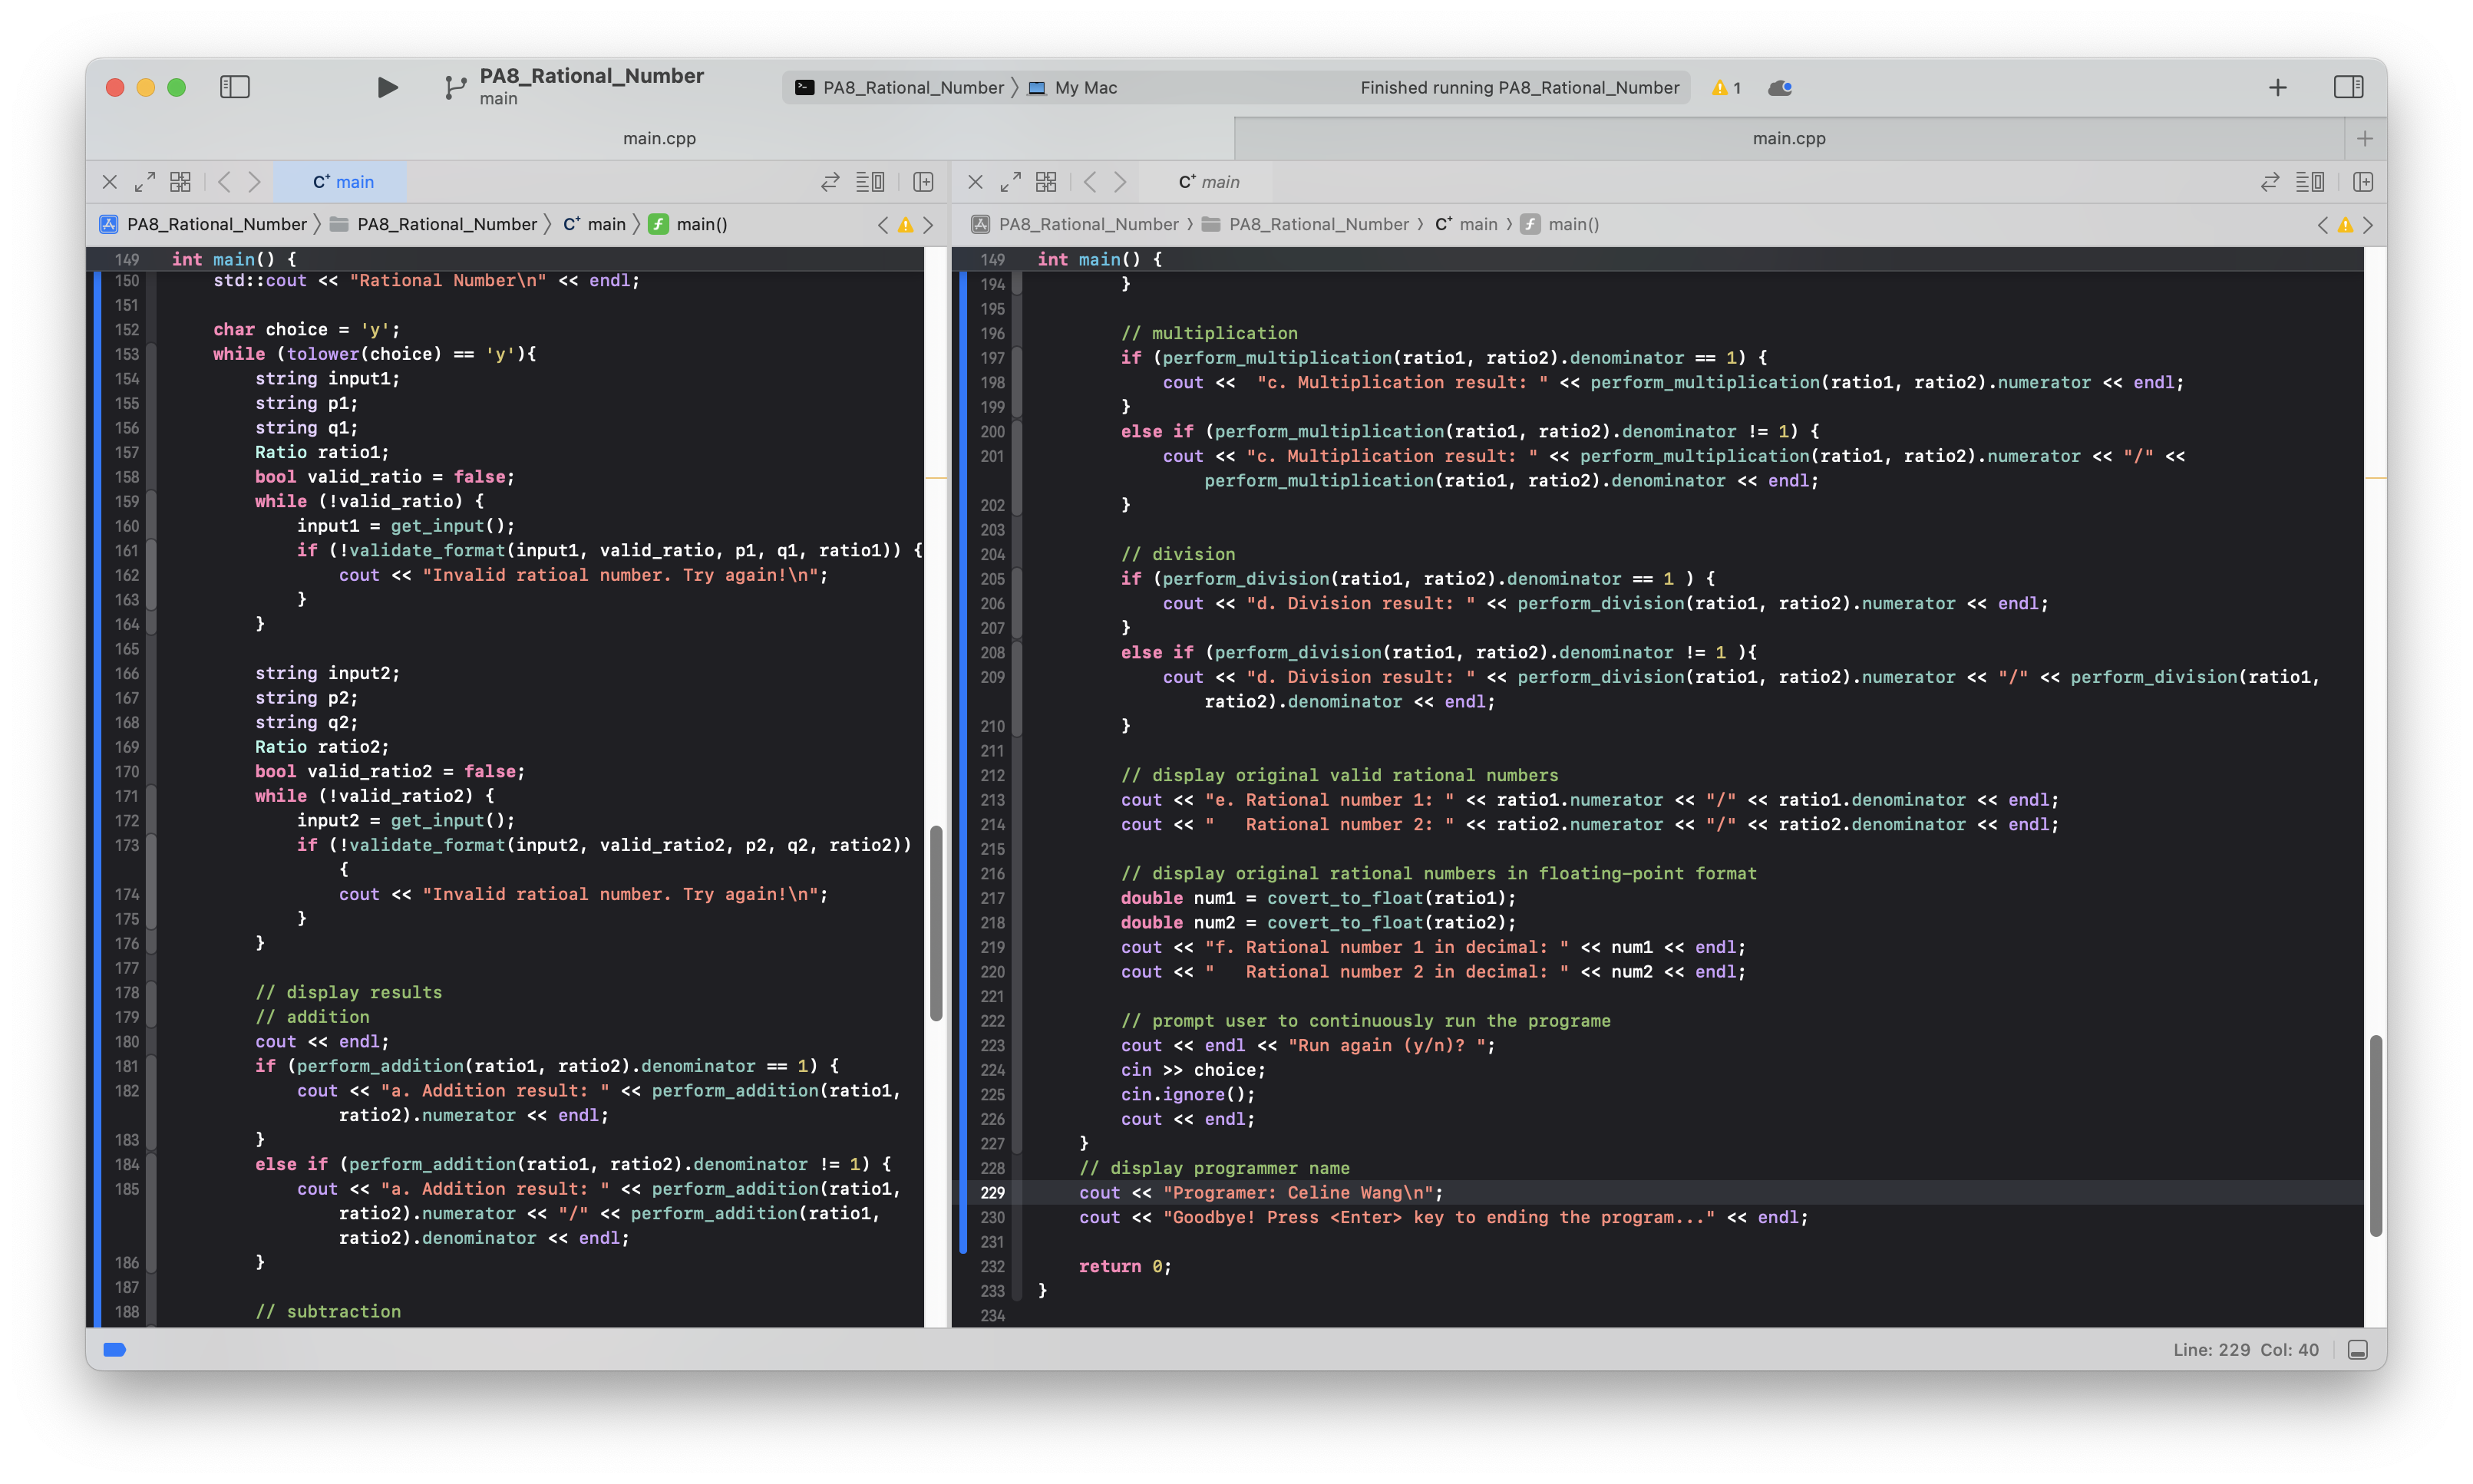 PA8_Rational_Number
main
PA8_Rational_Number My Mac
Finished running PA8_Rational_Number
1
main.cpp
main.cpp
C+ main
C+ main
PA8_Rational_Number PA8_Rational_Number C+ main f main()
PA8_Rational_Number PA8_Rational_Number C+ main f main()
149 int main() {
150     std::cout << "Rational Number\n" << endl;
151
152     char choice = 'y';
153     while (tolower(choice) == 'y'){
154         string input1;
155         string p1;
156         string q1;
157         Ratio ratio1;
158         bool valid_ratio = false;
159         while (!valid_ratio) {
160             input1 = get_input();
161             if (!validate_format(input1, valid_ratio, p1, q1, ratio1)) {
162                 cout << "Invalid ratioal number. Try again!\n";
163             }
164         }
165
166         string input2;
167         string p2;
168         string q2;
169         Ratio ratio2;
170         bool valid_ratio2 = false;
171         while (!valid_ratio2) {
172             input2 = get_input();
173             if (!validate_format(input2, valid_ratio2, p2, q2, ratio2))
                {
174                 cout << "Invalid ratioal number. Try again!\n";
175             }
176         }
177
178         // display results
179         // addition
180         cout << endl;
181         if (perform_addition(ratio1, ratio2).denominator == 1) {
182             cout << "a. Addition result: " << perform_addition(ratio1,
                ratio2).numerator << endl;
183         }
184         else if (perform_addition(ratio1, ratio2).denominator != 1) {
185             cout << "a. Addition result: " << perform_addition(ratio1,
                ratio2).numerator << "/" << perform_addition(ratio1,
                ratio2).denominator << endl;
186         }
187
188         // subtraction
149 int main() {
194         }
195
196         // multiplication
197         if (perform_multiplication(ratio1, ratio2).denominator == 1) {
198             cout <<  "c. Multiplication result: " << perform_multiplication(ratio1, ratio2).numerator << endl;
199         }
200         else if (perform_multiplication(ratio1, ratio2).denominator != 1) {
201             cout << "c. Multiplication result: " << perform_multiplication(ratio1, ratio2).numerator << "/" <<
                perform_multiplication(ratio1, ratio2).denominator << endl;
202         }
203
204         // division
205         if (perform_division(ratio1, ratio2).denominator == 1 ) {
206             cout << "d. Division result: " << perform_division(ratio1, ratio2).numerator << endl;
207         }
208         else if (perform_division(ratio1, ratio2).denominator != 1 ){
209             cout << "d. Division result: " << perform_division(ratio1, ratio2).numerator << "/" << perform_division(ratio1,
                ratio2).denominator << endl;
210         }
211
212         // display original valid rational numbers
213         cout << "e. Rational number 1: " << ratio1.numerator << "/" << ratio1.denominator << endl;
214         cout << "   Rational number 2: " << ratio2.numerator << "/" << ratio2.denominator << endl;
215
216         // display original rational numbers in floating-point format
217         double num1 = covert_to_float(ratio1);
218         double num2 = covert_to_float(ratio2);
219         cout << "f. Rational number 1 in decimal: " << num1 << endl;
220         cout << "   Rational number 2 in decimal: " << num2 << endl;
221
222         // prompt user to continuously run the programe
223         cout << endl << "Run again (y/n)? ";
224         cin >> choice;
225         cin.ignore();
226         cout << endl;
227     }
228     // display programmer name
229     cout << "Programer: Celine Wang\n";
230     cout << "Goodbye! Press <Enter> key to ending the program..." << endl;
231
232     return 0;
233 }
234
Line: 229 Col: 40